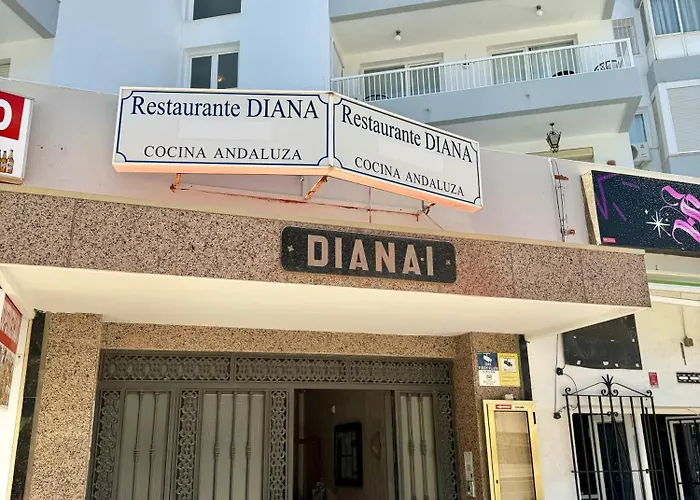 Restaurante DIANA
COCINA ANDALUZA
Restaurante DIANA
COCINA ANDALUZA
DIANA-I